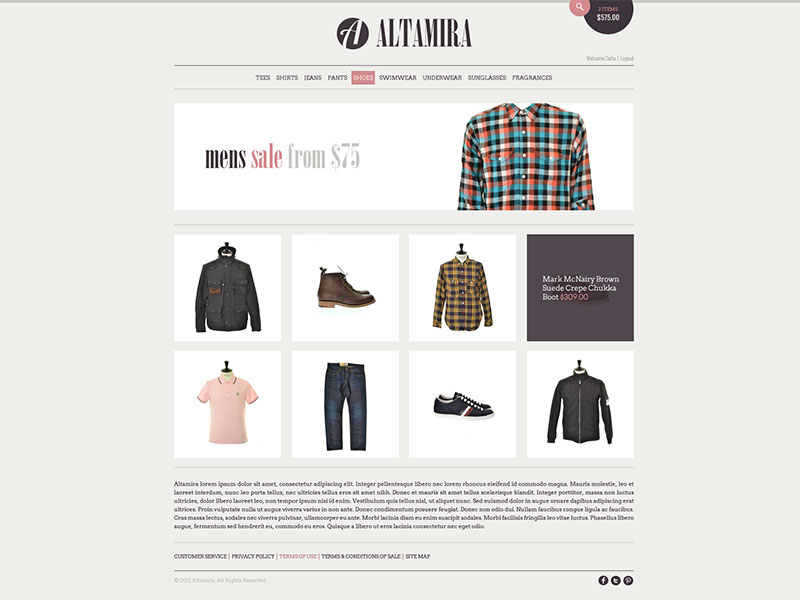 2 ITEMS
$575.00
A ALTAMIRA
Welcome Sofia | Logout
TEES SHIRTS JEANS PANTS SHOES SWIMWEAR UNDERWEAR SUNGLASSES FRAGRANCES
mens sale from $75
Mark McNairy Brown
Suede Crepe Chukka
Boot $309.00
Altamira lorem ipsum dolor sit amet, consectetur adipiscing elit. Integer pellentesque libero nec lorem rhoncus eleifend id commodo magna. Mauris molestie, leo et
laoreet interdum, nunc leo porta tellus, nec ultricies tellus eros sit amet nibh. Donec et mauris sit amet tellus scelerisque blandit. Integer porttitor, massa non luctus
ultricies, dolor libero laoreet leo, non tempor ipsum nisi id enim. Vestibulum quis tellus nisl, ut aliquet nunc. Sed euismod dolor in augue ornare dapibus adipiscing erat
ultrices. Proin vulputate nulla ut augue viverra varius in non ante. Donec condimentum posuere feugiat. Donec non odio dui. Nullam faucibus congue ligula ac faucibus.
Cras massa lectus, sodales nec viverra pulvinar, ullamcorper eu ante. Morbi lacinia diam eu enim suscipit sodales. Morbi facilisis fringilla leo vitae luctus. Phasellus libero
augue, fermentum sed hendrerit eu, commodo eu eros. Quisque a libero ut eros lacinia consectetur nec eget odio.
CUSTOMER SERVICE | PRIVACY POLICY | TERMS OF USE | TERMS & CONDITIONS OF SALE | SITE MAP
© 2012 Altamira. All Rights Reserved.